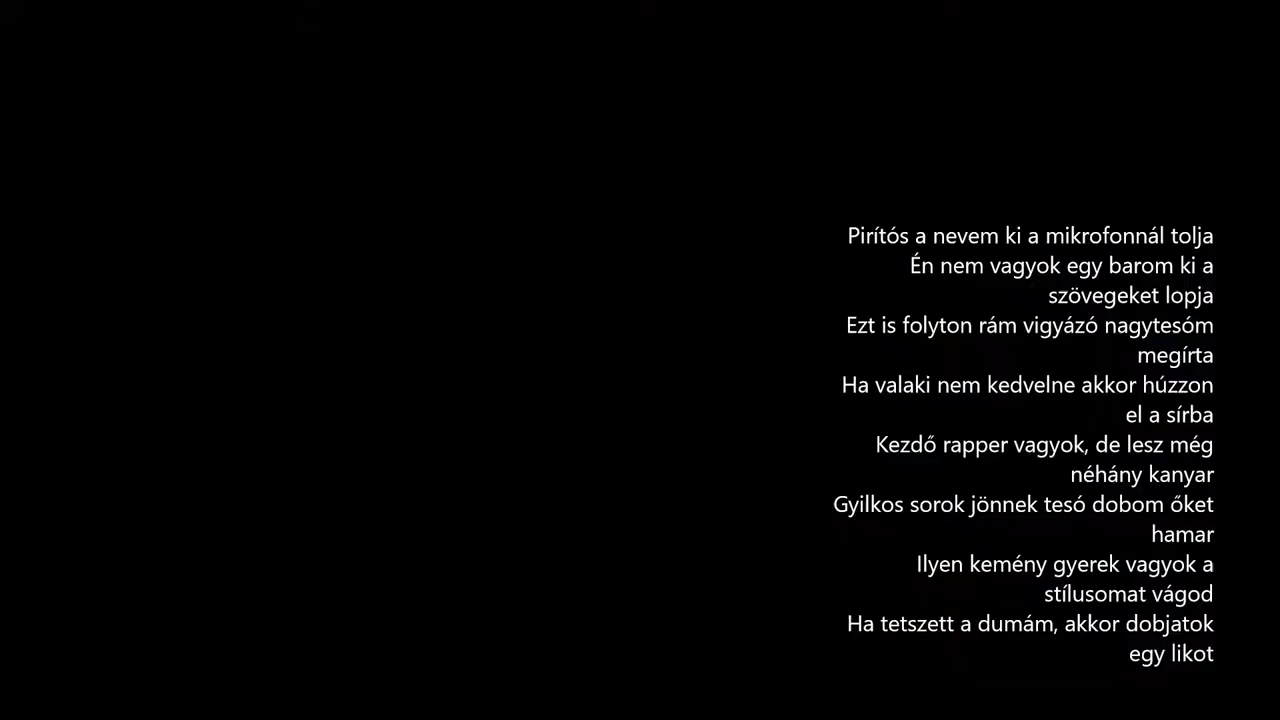 Pirítós a nevem ki a mikrofonnál tolja
Én nem vagyok egy barom ki a
szövegeket lopja
Ezt is folyton rám vigyázó nagytesóm
megírta
Ha valaki nem kedvelne akkor húzzon
el a sírba
Kezdő rapper vagyok, de lesz még
néhány kanyar
Gyilkos sorok jönnek tesó dobom őket
hamar
Ilyen kemény gyerek vagyok a
stílusomat vágod
Ha tetszett a dumám, akkor dobjatok
egy likot